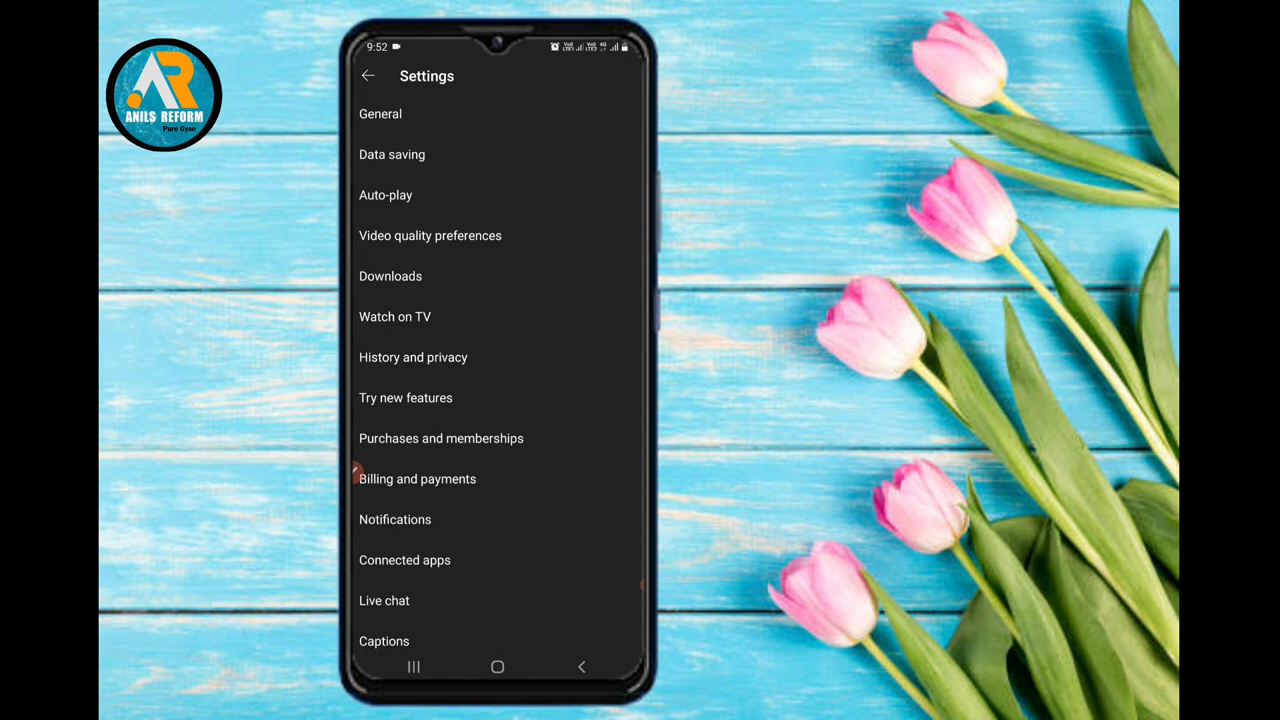 AR
ANILS REFORM
Pure Gyan
9:52
Settings
General
Data saving
Auto-play
Video quality preferences
Downloads
Watch on TV
History and privacy
Try new features
Purchases and memberships
Billing and payments
Notifications
Connected apps
Live chat
Captions